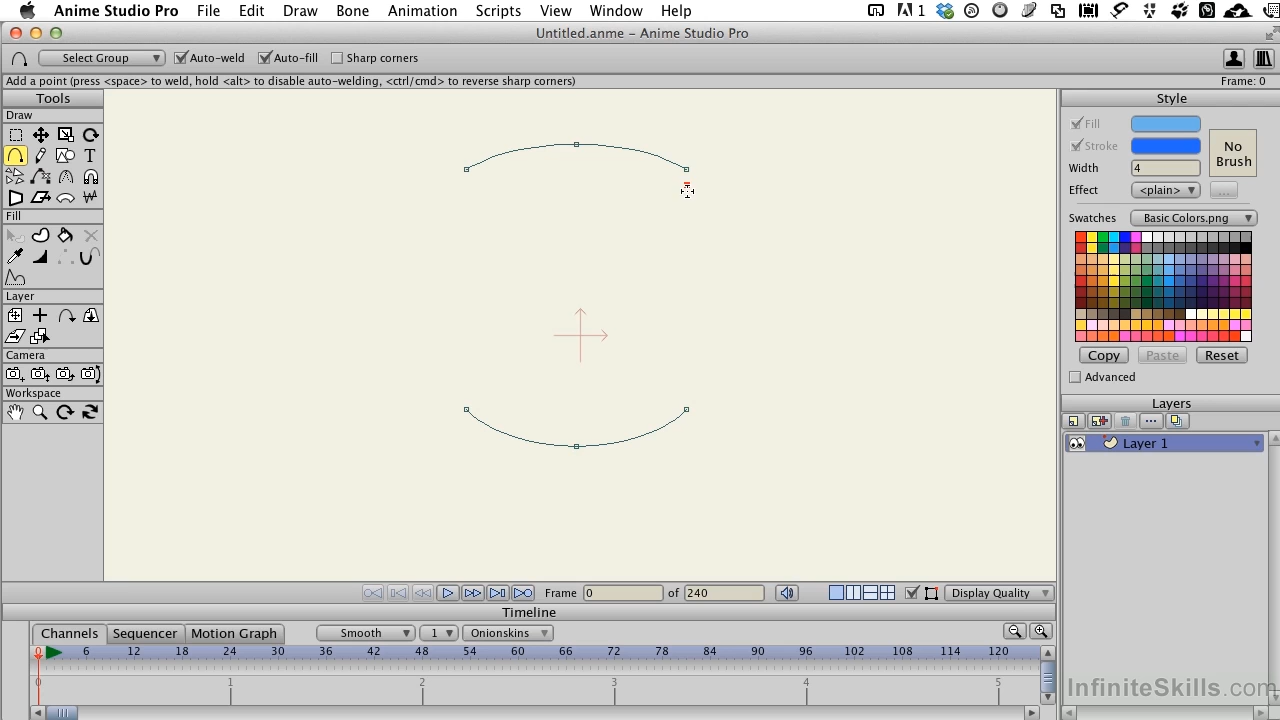 Anime Studio Pro File Edit Draw Bone Animation Scripts View Window Help 1
Untitled.anme – Anime Studio Pro
Select Group Auto-weld Auto-fill Sharp corners
Add a point (press <space> to weld, hold <alt> to disable auto-welding, <ctrl/cmd> to reverse sharp corners) Frame: 0
Tools
Draw
T
Fill
Layer
Camera
Workspace
Style
Fill
Stroke
No Brush
Width 4
Effect <plain> ...
Swatches Basic Colors.png
Copy Paste Reset
Advanced
Layers
Layer 1
Frame 0 of 240 Display Quality
Timeline
Channels Sequencer Motion Graph Smooth 1 Onionskins
0 6 12 18 24 30 36 42 48 54 60 66 72 78 84 90 96 102 108 114 120
0 1 2 3 4 5
InfiniteSkills.com